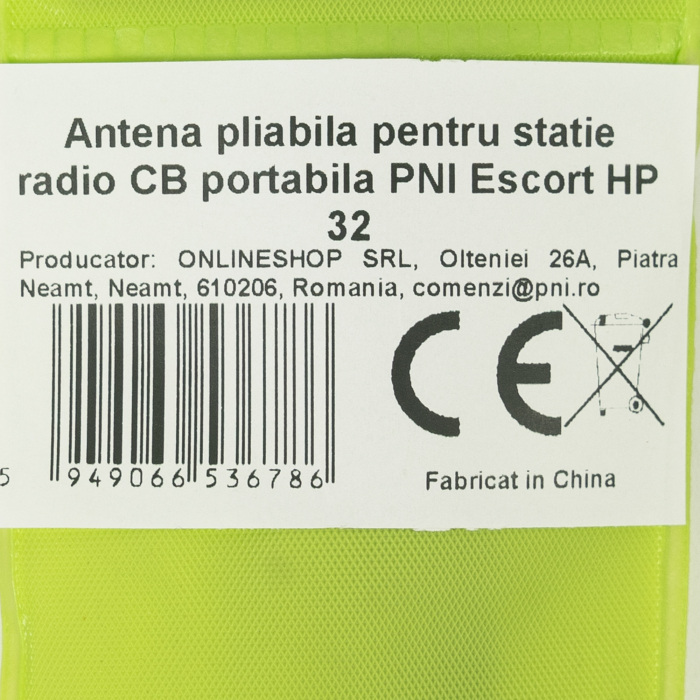 Antena pliabila pentru statie
radio CB portabila PNI Escort HP
32
Producator: ONLINESHOP SRL, Olteniei 26A, Piatra
Neamt, Neamt, 610206, Romania, comenzi@pni.ro
CE
5 949066 536786
Fabricat in China